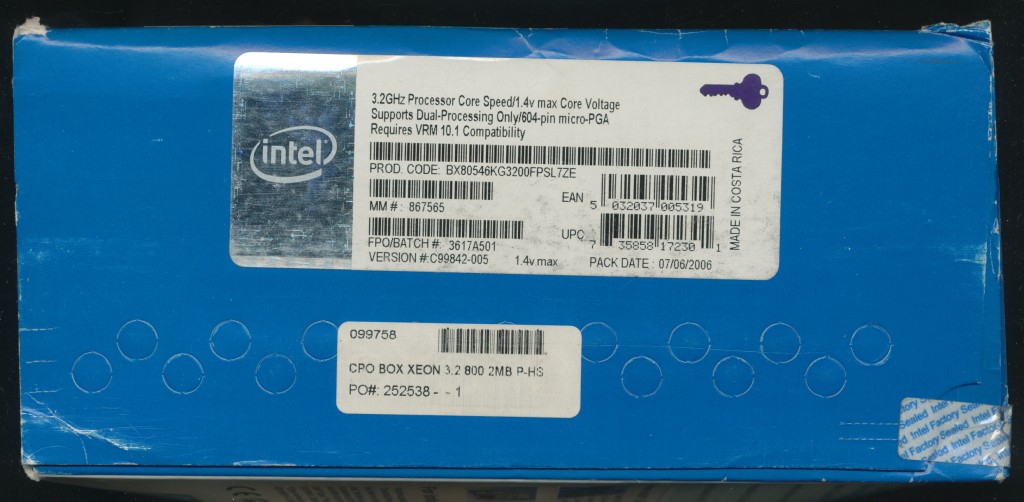 intel
3.2GHz Processor Core Speed/1.4v max Core Voltage
Supports Dual-Processing Only/604-pin micro-PGA
Requires VRM 10.1 Compatibility
PROD. CODE: BX80546KG3200FPSL7ZE
MM # : 867565
EAN 5 032037 005319
FPO/BATCH #: 3617A501
UPC 7 35858 17230 1
VERSION #:C99842-005 1.4v max PACK DATE : 07/06/2006
MADE IN COSTA RICA
099758
CPO BOX XEON 3.2 800 2MB P-HS
PO#: 252538 - - 1
Intel Factory Sealed